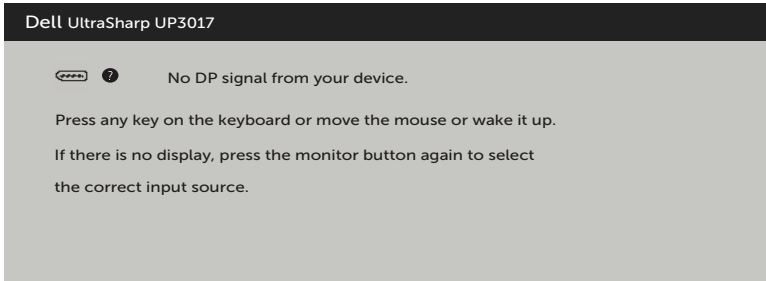 Dell UltraSharp UP3017
? No DP signal from your device.
Press any key on the keyboard or move the mouse or wake it up.
If there is no display, press the monitor button again to select
the correct input source.